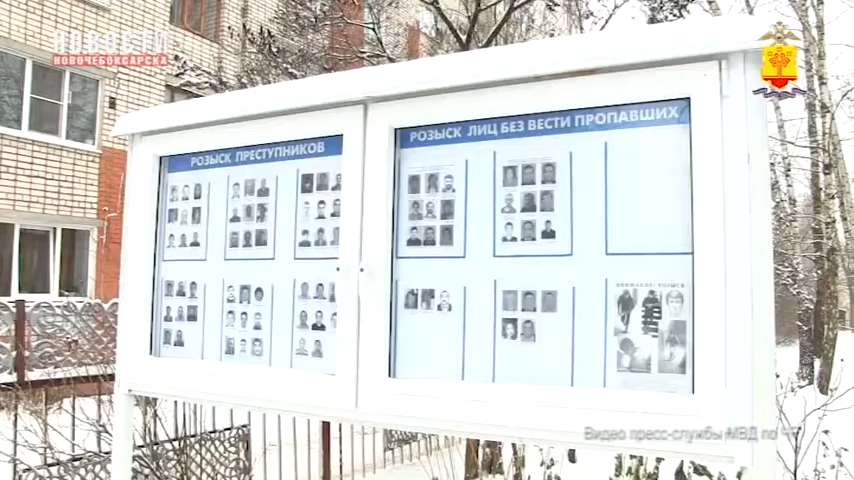 НОВОСТИ
НОВОЧЕБОКСАРСКА
РОЗЫСК ПРЕСТУПНИКОВ
РОЗЫСК ЛИЦ БЕЗ ВЕСТИ ПРОПАВШИХ
ВНИМАНИЕ! РОЗЫСК
Видео пресс-службы МВД по ЧР